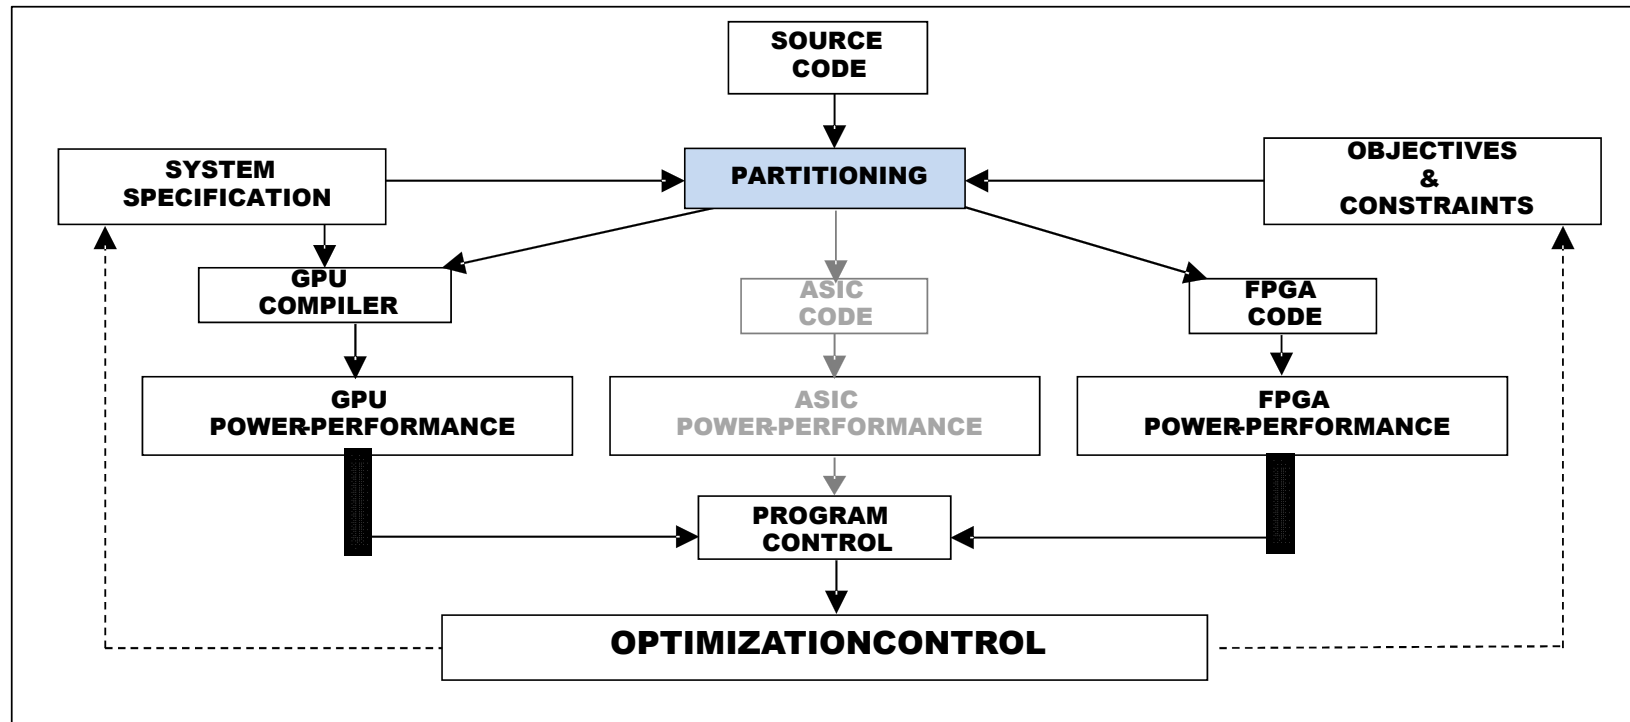 SOURCE
CODE
SYSTEM
SPECIFICATION
PARTITIONING
OBJECTIVES
&
CONSTRAINTS
GPU
COMPILER
ASIC
CODE
FPGA
CODE
GPU
POWER-PERFORMANCE
ASIC
POWER-PERFORMANCE
FPGA
POWER-PERFORMANCE
PROGRAM
CONTROL
OPTIMIZATIONCONTROL